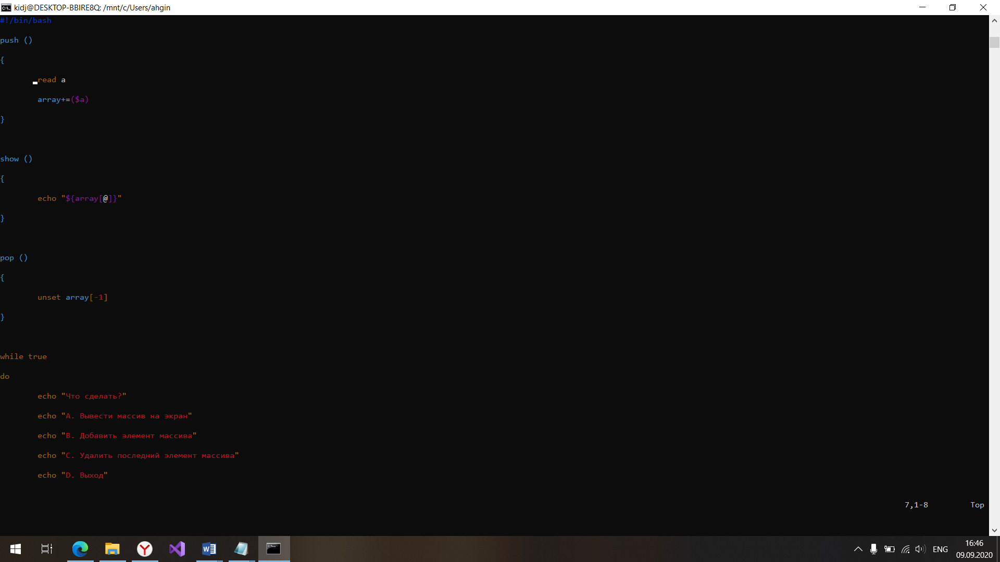 kidj@DESKTOP-BBIRE8Q: /mnt/c/Users/ahgin
#!/bin/bash
push ()
{
read a
array+=($a)
}
show ()
{
echo "${array[@]}"
}
pop ()
{
unset array[-1]
}
while true
do
echo "Что сделать?"
echo "A. Вывести массив на экран"
echo "B. Добавить элемент массива"
echo "C. Удалить последний элемент массива"
echo "D. Выход"
7,1-8 Top
ENG
16:46
09.09.2020